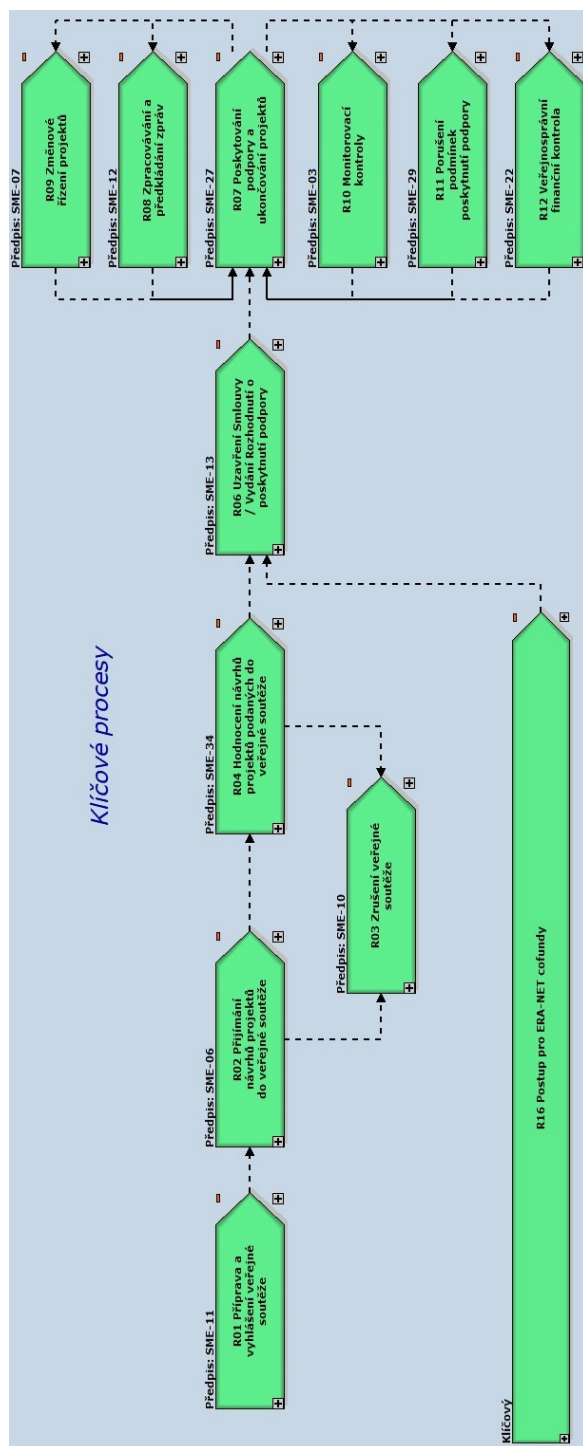 Klíčové procesy
Předpis: SME-11
R01 Příprava a
vyhlášení veřejné
soutěže
Předpis: SME-06
R02 Přijímání
návrhů projektů
do veřejné soutěže
Předpis: SME-10
R03 Zrušení veřejné
soutěže
Předpis: SME-34
R04 Hodnocení návrhů
projektů podaných do
veřejné soutěže
Předpis: SME-13
R06 Uzavření Smlouvy
/ Vydání Rozhodnutí o
poskytnutí podpory
Předpis: SME-07
R09 Změnové
řízení projektů
Předpis: SME-12
R08 Zpracovávání a
předkládání zpráv
Předpis: SME-27
R07 Poskytování
podpory a
ukončování projektů
Předpis: SME-03
R10 Monitorovací
kontroly
Předpis: SME-29
R11 Porušení
podmínek
poskytnutí podpory
Předpis: SME-22
R12 Veřejnosprávní
finanční kontrola
Klíčový
R16 Postup pro ERA-NET cofundy